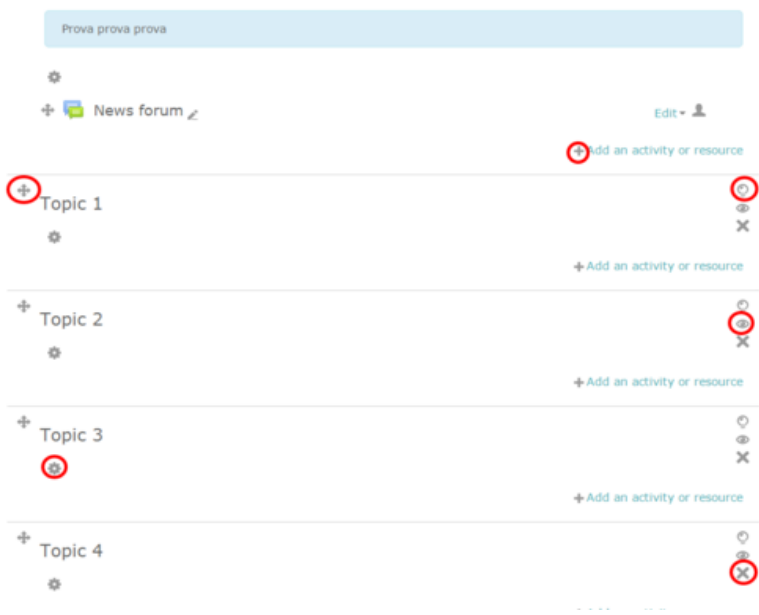 Prova prova prova
News forum
Edit
Add an activity or resource
Topic 1
Add an activity or resource
Topic 2
Add an activity or resource
Topic 3
Add an activity or resource
Topic 4